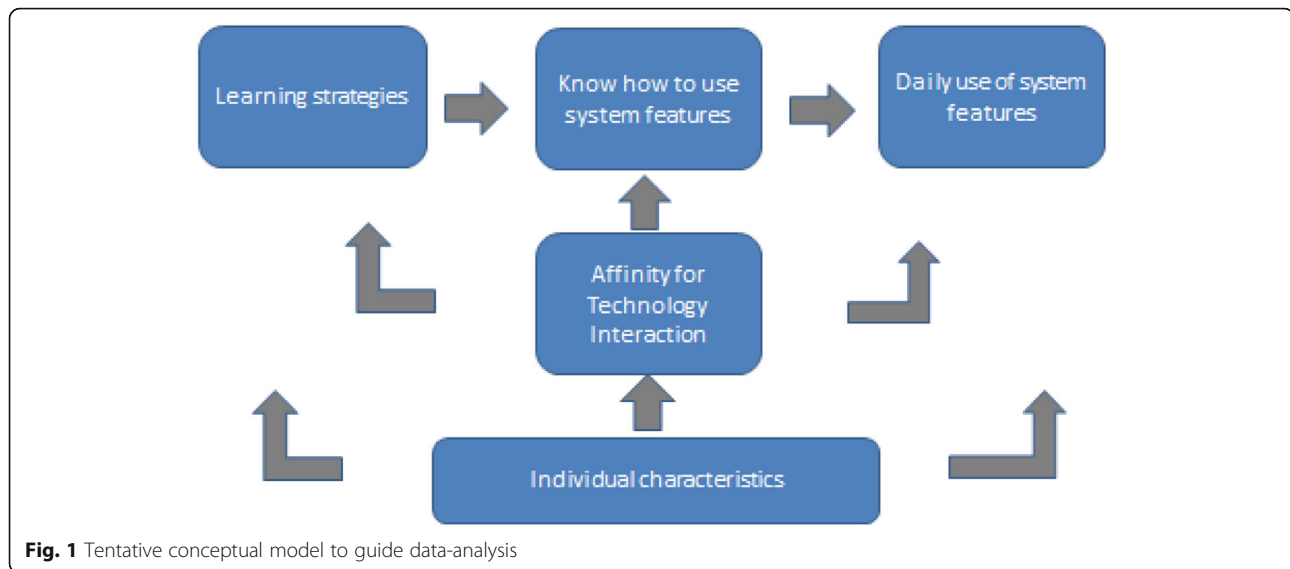 Learning strategies
Know how to use
system features
Daily use of system
features
Affinity for
Technology
Interaction
Individual characteristics
Fig. 1 Tentative conceptual model to guide data-analysis